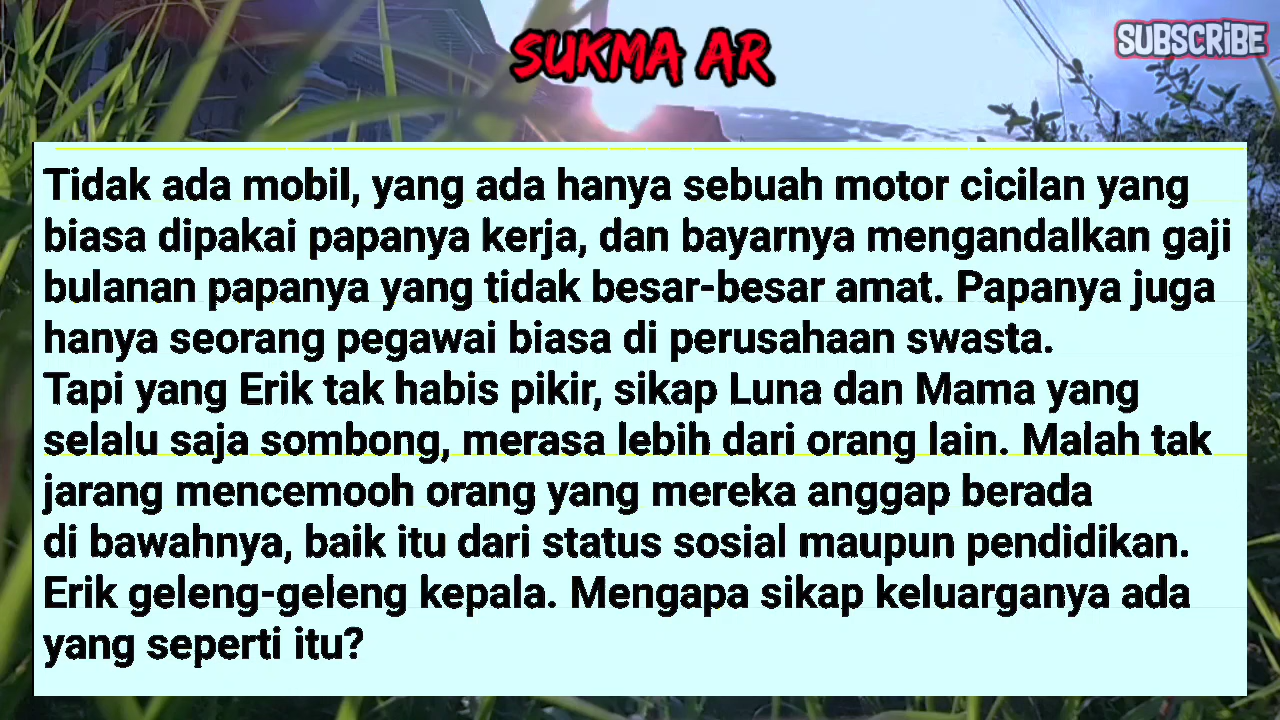 SUKMA AR
SUBSCRIBE
Tidak ada mobil, yang ada hanya sebuah motor cicilan yang
biasa dipakai papanya kerja, dan bayarnya mengandalkan gaji
bulanan papanya yang tidak besar-besar amat. Papanya juga
hanya seorang pegawai biasa di perusahaan swasta.
Tapi yang Erik tak habis pikir, sikap Luna dan Mama yang
selalu saja sombong, merasa lebih dari orang lain. Malah tak
jarang mencemooh orang yang mereka anggap berada
di bawahnya, baik itu dari status sosial maupun pendidikan.
Erik geleng-geleng kepala. Mengapa sikap keluarganya ada
yang seperti itu?